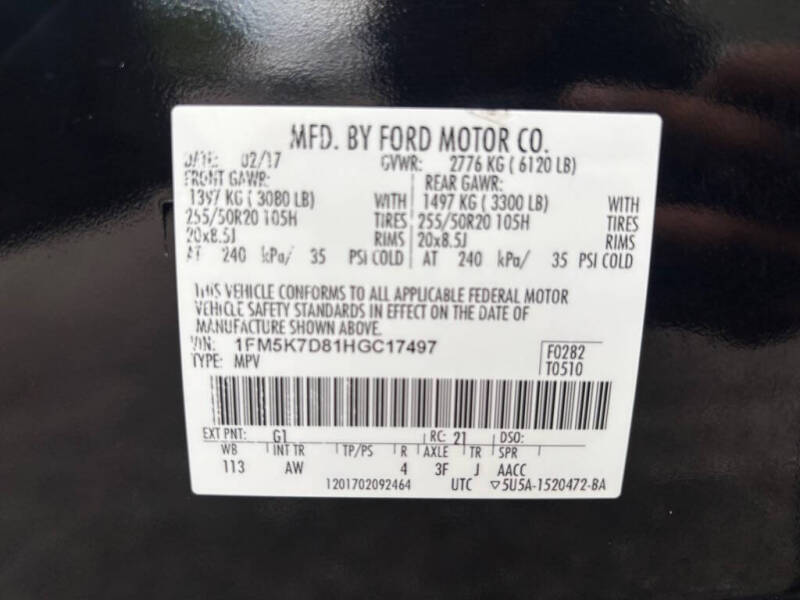 MFD. BY FORD MOTOR CO.
DATE: 02/17 GVWR: 2776 KG ( 6120 LB)
FRONT GAWR: REAR GAWR:
1397 KG ( 3080 LB) WITH 1497 KG ( 3300 LB) WITH
255/50R20 105H TIRES 255/50R20 105H TIRES
20x8.5J RIMS 20x8.5J RIMS
AT 240 kPa/ 35 PSI COLD AT 240 kPa/ 35 PSI COLD
THIS VEHICLE CONFORMS TO ALL APPLICABLE FEDERAL MOTOR
VEHICLE SAFETY STANDARDS IN EFFECT ON THE DATE OF
MANUFACTURE SHOWN ABOVE.
VIN: 1FM5K7D81HGC17497
TYPE: MPV
F0282
T0510
EXT PNT: G1 RC: 21 DSO:
WB INT TR TP/PS R AXLE TR SPR
113 AW 4 3F J AACC
1201702092464 UTC ▽5U5A-1520472-BA